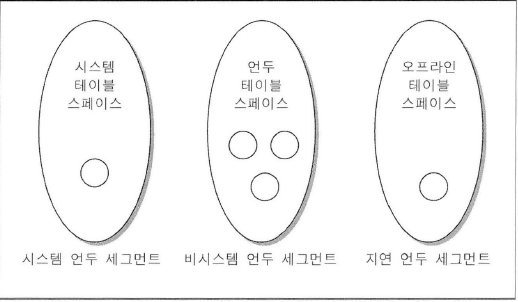 시스템
테이블
스페이스
언두
테이블
스페이스
오프라인
테이블
스페이스
시스템 언두 세그먼트
비시스템 언두 세그먼트
지연 언두 세그먼트